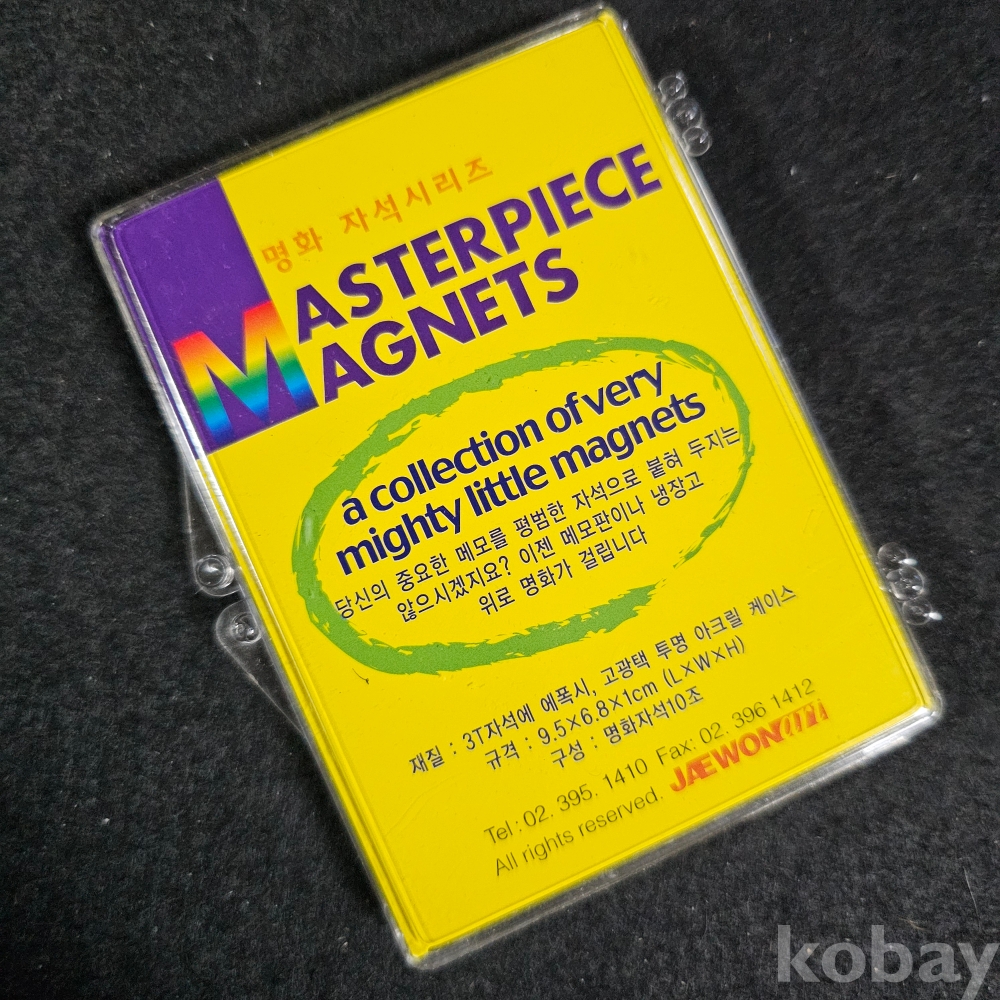 명화 자석시리즈
MASTERPIECE
MAGNETS
a collection of very
mighty little magnets
당신의 중요한 메모를 평범한 자석으로 붙혀 두지는
않으시겠지요? 이젠 메모판이나 냉장고
위로 명화가 걸립니다
재질 : 3T자석에 에폭시, 고광택 투명 아크릴 케이스
규격 : 9.5×6.8×1cm (L×W×H)
구성 : 명화자석10조
Tel : 02. 395. 1410 Fax: 02. 396 1412
All rights reserved. JAEWON
kobay